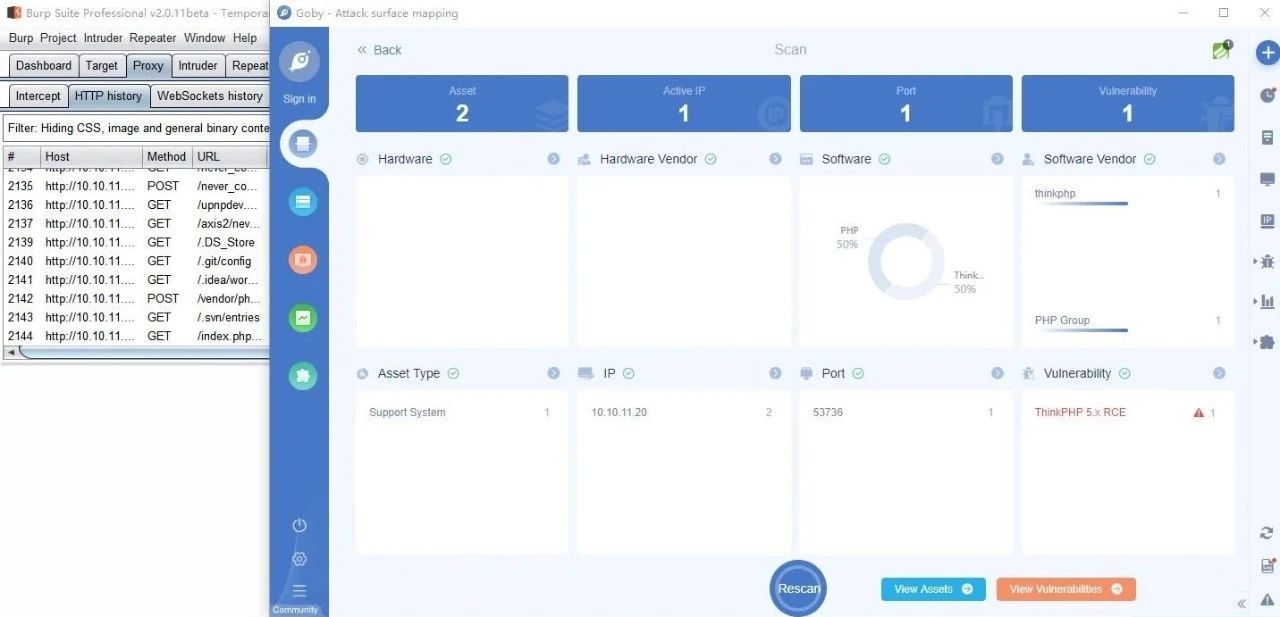 Burp Suite Professional v2.0.11beta - Tempora
Burp Project Intruder Repeater Window Help
Dashboard Target Proxy Intruder Repeat
Intercept HTTP history WebSockets history
Filter: Hiding CSS, image and general binary conte
# Host Method URL
2135 http://10.10.11.... POST /never_co...
2136 http://10.10.11.... GET /upnpdev....
2137 http://10.10.11.... GET /axis2/nev...
2139 http://10.10.11.... GET /.DS_Store
2140 http://10.10.11.... GET /.git/config
2141 http://10.10.11.... GET /.idea/wor...
2142 http://10.10.11.... POST /vendor/ph...
2143 http://10.10.11.... GET /.svn/entries
2144 http://10.10.11.... GET /index.php...
Goby - Attack surface mapping
Sign in
Community
« Back
Scan
1
Asset
2
Active IP
1
Port
1
Vulnerability
1
Hardware
Hardware Vendor
Software
PHP
50%
Think...
50%
Software Vendor
thinkphp 1
PHP Group 1
Asset Type
Support System 1
IP
10.10.11.20 2
Port
53736 1
Vulnerability
ThinkPHP 5.x RCE 1
Rescan
View Assets
View Vulnerabilities
IP